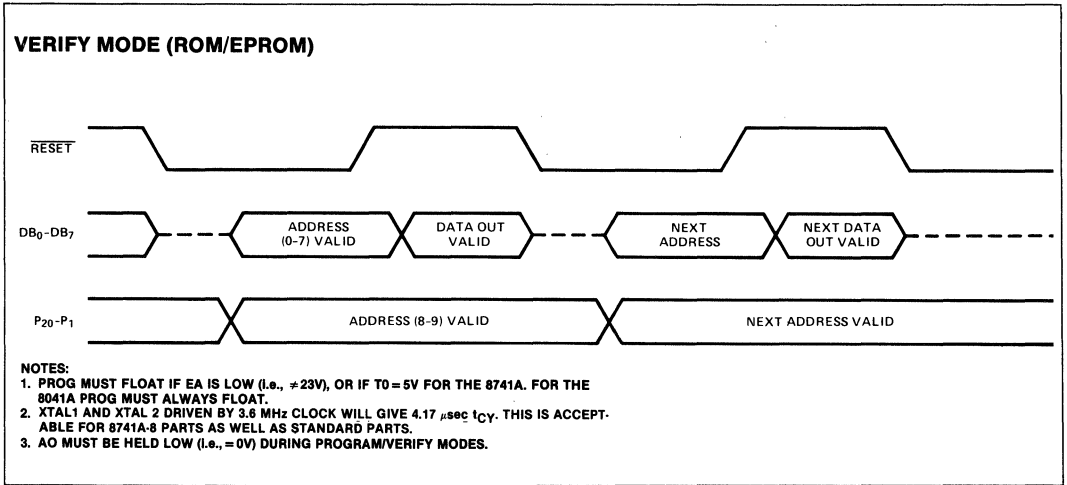 VERIFY MODE (ROM/EPROM)
RESET
DB0-DB7
ADDRESS
(0-7) VALID
DATA OUT
VALID
NEXT
ADDRESS
NEXT DATA
OUT VALID
P20-P1
ADDRESS (8-9) VALID
NEXT ADDRESS VALID
NOTES:
1. PROG MUST FLOAT IF EA IS LOW (i.e., ≠23V), OR IF T0=5V FOR THE 8741A. FOR THE
8041A PROG MUST ALWAYS FLOAT.
2. XTAL1 AND XTAL 2 DRIVEN BY 3.6 MHz CLOCK WILL GIVE 4.17 μsec tCY. THIS IS ACCEPT-
ABLE FOR 8741A-8 PARTS AS WELL AS STANDARD PARTS.
3. AO MUST BE HELD LOW (i.e., =0V) DURING PROGRAM/VERIFY MODES.